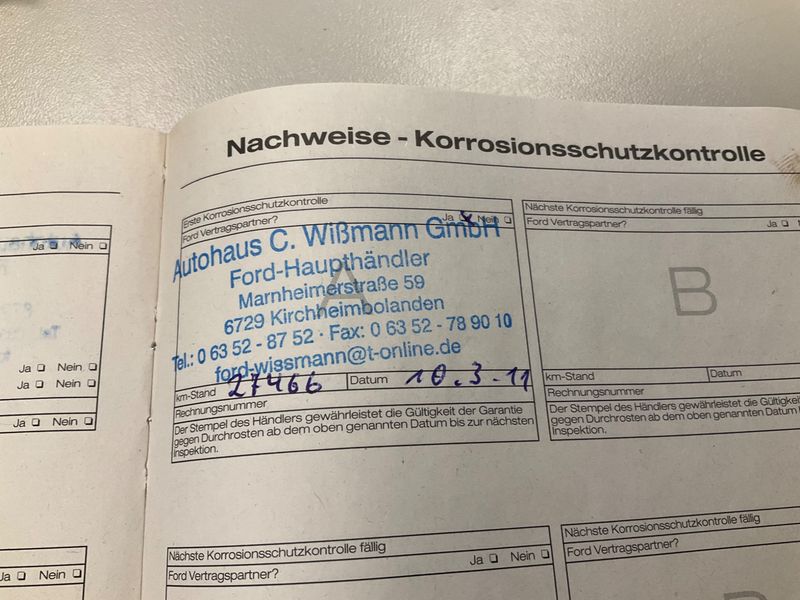 Nachweise - Korrosionsschutzkontrolle
Ja ❏ Nein ❏
Ja ❏ Nein ❏
Ja ❏ Nein ❏
Ja ❏ Nein ❏
Ja ❏ Nein ❏
Erste Korrosionsschutzkontrolle
Ford Vertragspartner? Ja ❏ Nein ❏
A
Autohaus C. Wißmann GmbH
Ford-Haupthändler
Marnheimerstraße 59
6729 Kirchheimbolanden
Tel.: 0 63 52 - 87 52 · Fax: 0 63 52 - 78 90 10
ford-wissmann@t-online.de
km-Stand 27466 Datum 10.3.11
Rechnungsnummer
Der Stempel des Händlers gewährleistet die Gültigkeit der Garantie
gegen Durchrosten ab dem oben genannten Datum bis zur nächsten
Inspektion.
Nächste Korrosionsschutzkontrolle fällig
Ford Vertragspartner? Ja ❏
B
km-Stand Datum
Rechnungsnummer
Der Stempel des Händlers gewährleistet die
gegen Durchrosten ab dem oben genannten Datum
Inspektion.
Nächste Korrosionsschutzkontrolle fällig
Ford Vertragspartner? Ja ❏ Nein ❏
Nächste Korrosionsschutzkontrolle fällig
Ford Vertragspartner?